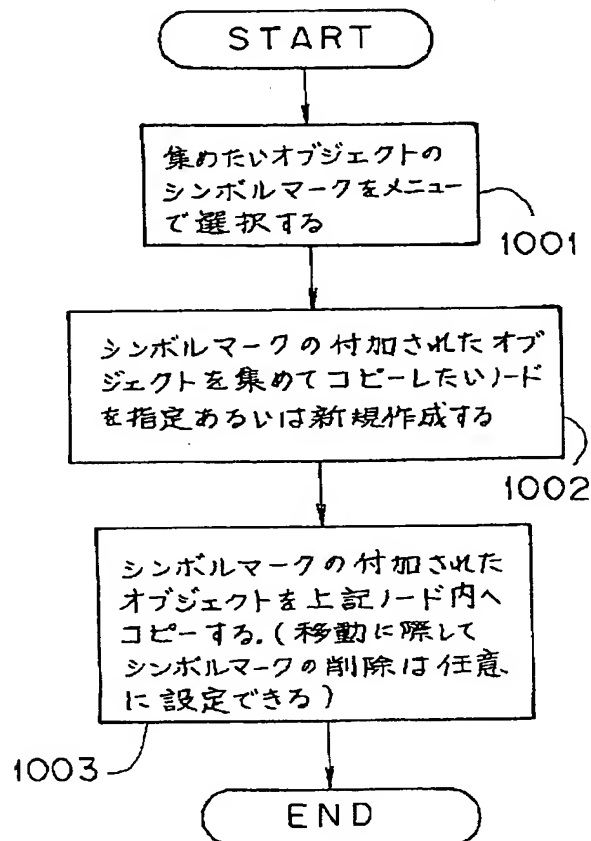 START
集めたいオブジェクトの
シンボルマークをメニュー
で選択する
1001
シンボルマークの付加されたオブ
ジェクトを集めてコピーしたいノード
を指定あるいは新規作成する
1002
シンボルマークの付加された
オブジェクトを上記ノード内へ
コピーする.(移動に際して
シンボルマークの削除は任意
に設定できる)
1003
END